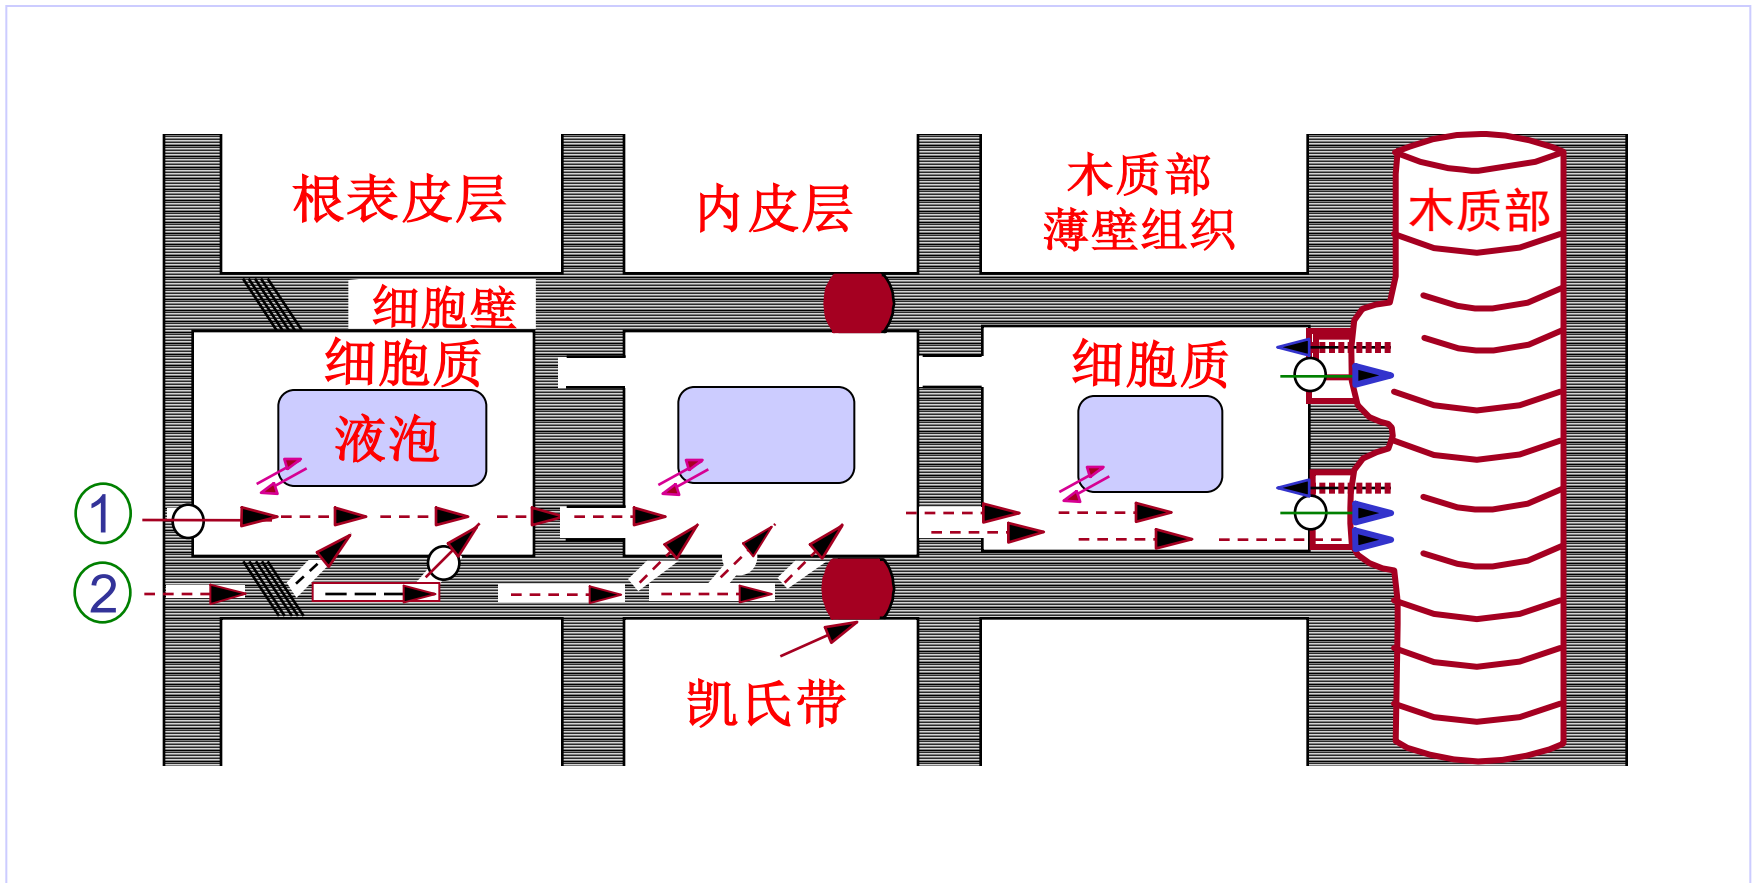 根表皮层
内皮层
木质部
薄壁组织
木质部
细胞壁
细胞质
细胞质
液泡
1
2
凯氏带